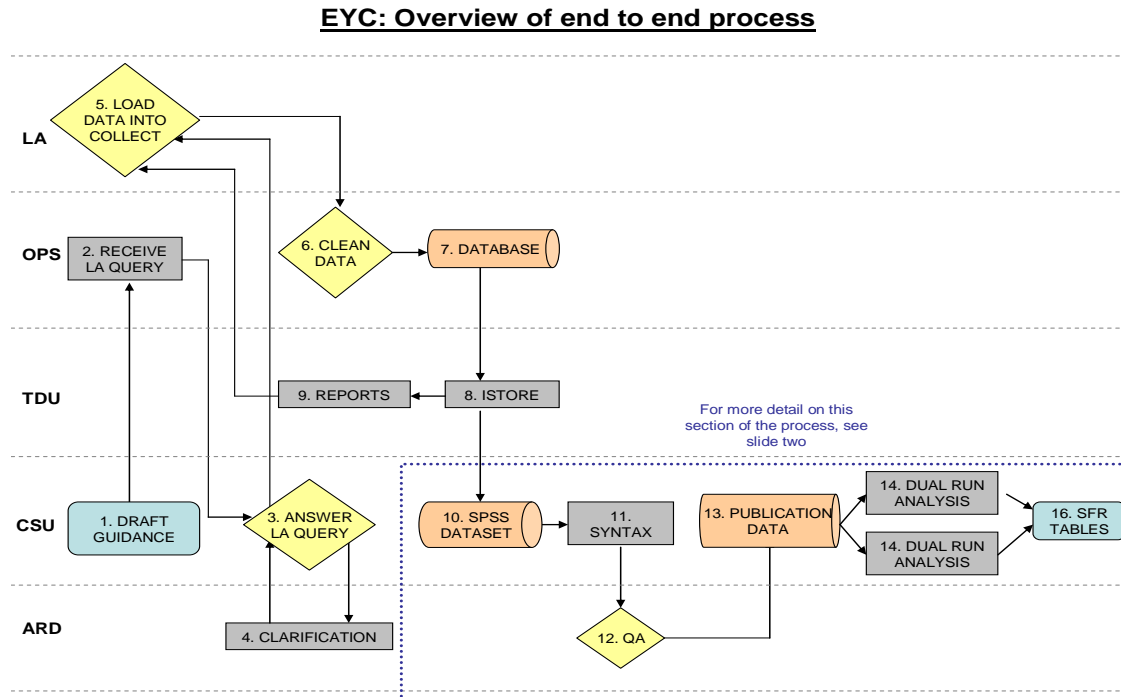 EYC: Overview of end to end process
LA
5. LOAD
DATA INTO
COLLECT
OPS
2. RECEIVE
LA QUERY
6. CLEAN
DATA
7. DATABASE
TDU
9. REPORTS
8. ISTORE
For more detail on this
section of the process, see
slide two
CSU
1. DRAFT
GUIDANCE
3. ANSWER
LA QUERY
10. SPSS
DATASET
11.
SYNTAX
13. PUBLICATION
DATA
14. DUAL RUN
ANALYSIS
14. DUAL RUN
ANALYSIS
16. SFR
TABLES
ARD
4. CLARIFICATION
12. QA